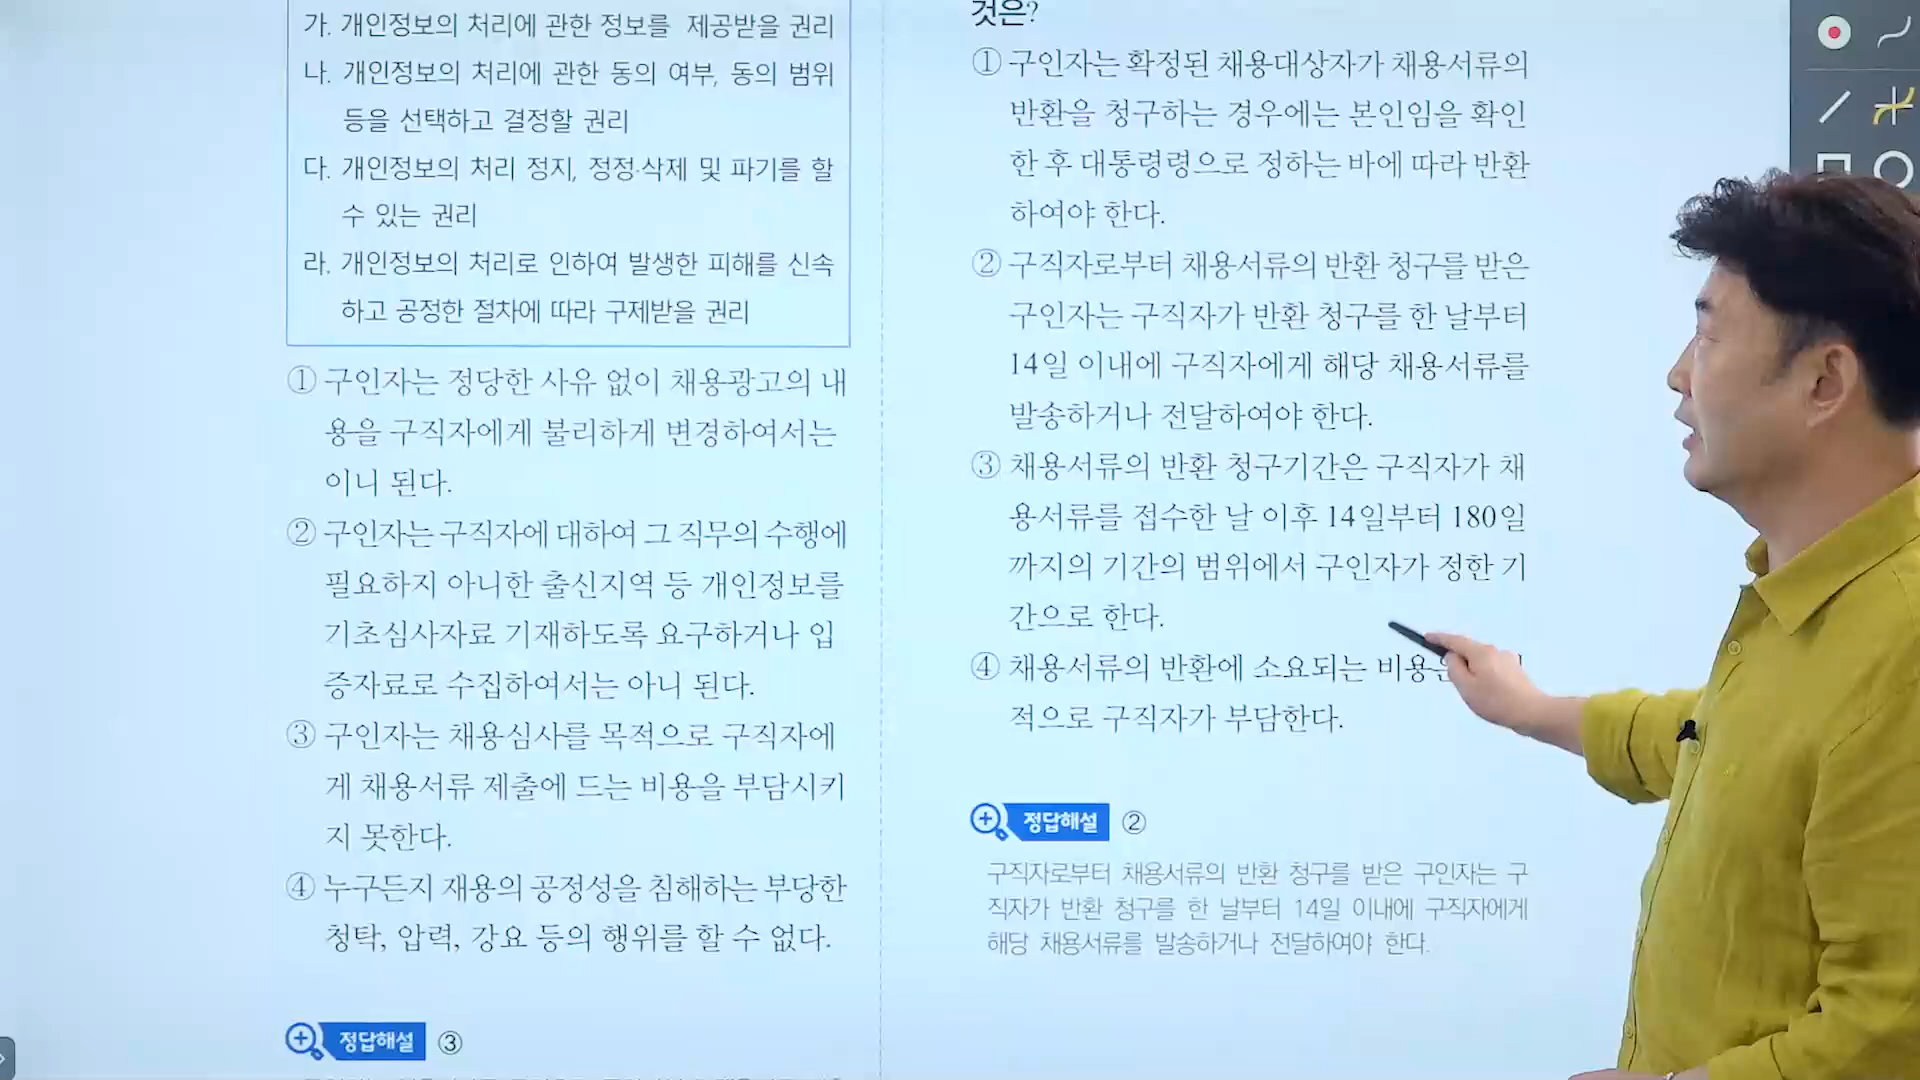 가. 개인정보의 처리에 관한 정보를 제공받을 권리
나. 개인정보의 처리에 관한 동의 여부, 동의 범위
등을 선택하고 결정할 권리
다. 개인정보의 처리 정지, 정정·삭제 및 파기를 할
수 있는 권리
라. 개인정보의 처리로 인하여 발생한 피해를 신속
하고 공정한 절차에 따라 구제받을 권리
① 구인자는 정당한 사유 없이 채용광고의 내
용을 구직자에게 불리하게 변경하여서는
이니 된다.
② 구인자는 구직자에 대하여 그 직무의 수행에
필요하지 아니한 출신지역 등 개인정보를
기초심사자료 기재하도록 요구하거나 입
증자료로 수집하여서는 아니 된다.
③ 구인자는 채용심사를 목적으로 구직자에
게 채용서류 제출에 드는 비용을 부담시키
지 못한다.
④ 누구든지 재용의 공정성을 침해하는 부당한
청탁, 압력, 강요 등의 행위를 할 수 없다.
정답해설 ③
것은?
① 구인자는 확정된 채용대상자가 채용서류의
반환을 청구하는 경우에는 본인임을 확인
한 후 대통령령으로 정하는 바에 따라 반환
하여야 한다.
② 구직자로부터 채용서류의 반환 청구를 받은
구인자는 구직자가 반환 청구를 한 날부터
14일 이내에 구직자에게 해당 채용서류를
발송하거나 전달하여야 한다.
③ 채용서류의 반환 청구기간은 구직자가 채
용서류를 접수한 날 이후 14일부터 180일
까지의 기간의 범위에서 구인자가 정한 기
간으로 한다.
④ 채용서류의 반환에 소요되는 비용은
적으로 구직자가 부담한다.
정답해설 ②
구직자로부터 채용서류의 반환 청구를 받은 구인자는 구
직자가 반환 청구를 한 날부터 14일 이내에 구직자에게
해당 채용서류를 발송하거나 전달하여야 한다.